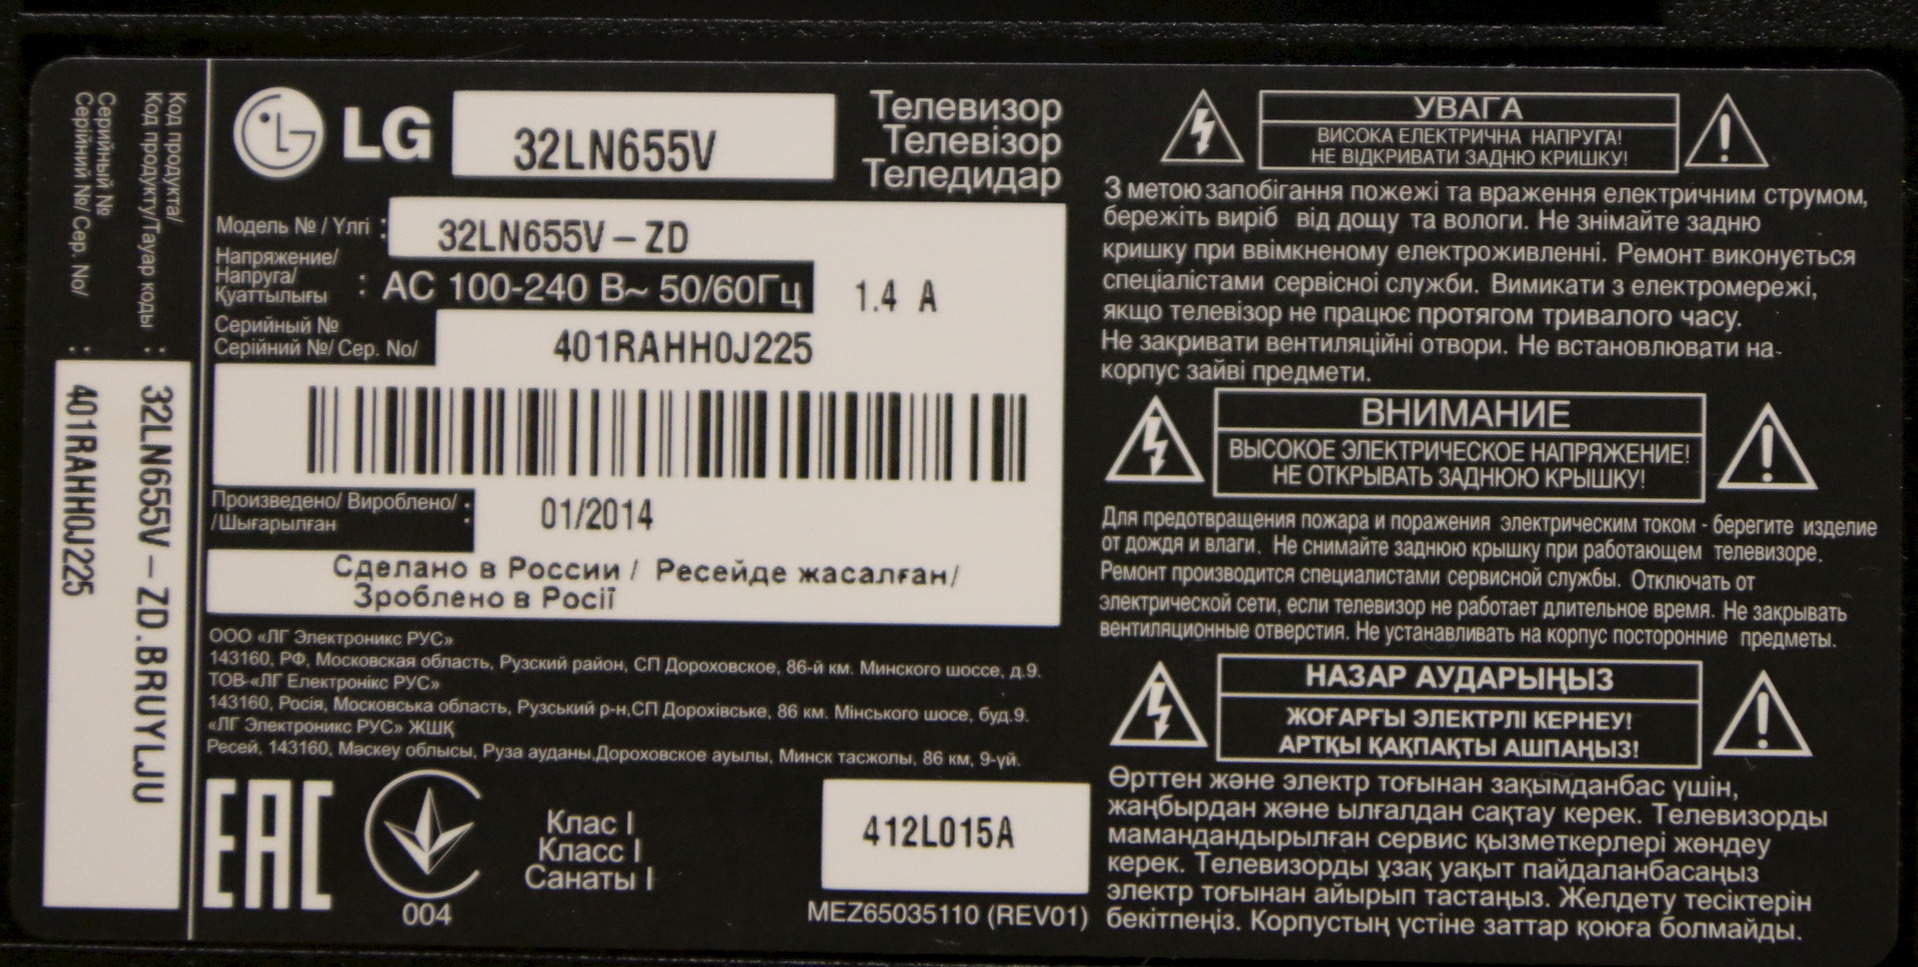 Код продукта/
Код продукту/Тауар коды :
32LN655V – ZD.BRUYLJU
Серийный №
Серійний №/ Сер. No/ :
401RAHH0J225
LG
32LN655V
Телевизор
Телевізор
Теледидар
Модель № / Үлгі :
32LN655V – ZD
Напряжение/
Напруга/
Қуаттылығы
: AC 100-240 В~ 50/60Гц
1.4 A
Серийный №
Серійний №/ Сер. No/
401RAHH0J225
Произведено/ Вироблено/ :
/Шығарылған :
01/2014
Сделано в России / Ресейде жасалған/
Зроблено в Росії
ООО «ЛГ Электроникс РУС»
143160, РФ, Московская область, Рузский район, СП Дороховское, 86-й км. Минского шоссе, д.9.
ТОВ «ЛГ Електронікс РУС»
143160, Росія, Московська область, Рузський р-н,СП Дорохівське, 86 км. Мінського шосе, буд.9.
«ЛГ Электроникс РУС» ЖШҚ
Ресей, 143160, Мәскеу облысы, Руза ауданы,Дороховское ауылы, Минск тасжолы, 86 км, 9-үй.
EAC
004
Клас I
Класс I
Санаты I
412L015A
MEZ65035110 (REV01)
УВАГА
ВИСОКА ЕЛЕКТРИЧНА НАПРУГА!
НЕ ВІДКРИВАТИ ЗАДНЮ КРИШКУ!
З метою запобігання пожежі та враження електричним струмом,
бережіть виріб від дощу та вологи. Не знімайте задню
кришку при ввімкненому електроживленні. Ремонт виконується
спеціалістами сервісної служби. Вимикати з електромережі,
якщо телевізор не працює протягом тривалого часу.
Не закривати вентиляційні отвори. Не встановлювати на-
корпус зайві предмети.
ВНИМАНИЕ
ВЫСОКОЕ ЭЛЕКТРИЧЕСКОЕ НАПРЯЖЕНИЕ!
НЕ ОТКРЫВАТЬ ЗАДНЮЮ КРЫШКУ!
Для предотвращения пожара и поражения электрическим током - берегите изделие
от дождя и влаги. Не снимайте заднюю крышку при работающем телевизоре.
Ремонт производится специалистами сервисной службы. Отключать от
электрической сети, если телевизор не работает длительное время. Не закрывать
вентиляционные отверстия. Не устанавливать на корпус посторонние предметы.
НАЗАР АУДАРЫҢЫЗ
ЖОҒАРҒЫ ЭЛЕКТРЛІ КЕРНЕУ!
АРТҚЫ ҚАҚПАҚТЫ АШПАҢЫЗ!
Өрттен және электр тоғынан зақымданбас үшін,
жаңбырдан және ылғалдан сақтау керек. Телевизорды
мамандандырылған сервис қызметкерлері жөндеу
керек. Телевизорды ұзақ уақыт пайдаланбасаңыз
электр тоғынан айырып тастаңыз. Желдету тесіктерін
бекітпеңіз. Корпустың үстіне заттар қоюға болмайды.